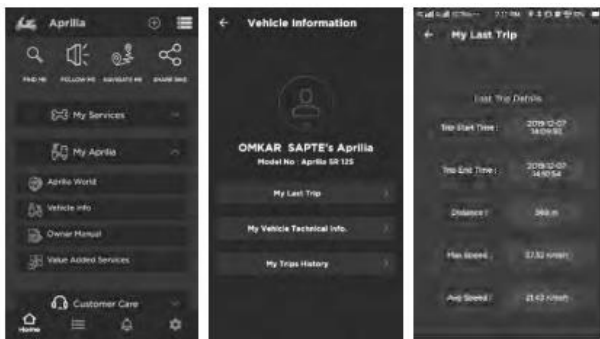 Aprilia
FIND ME FOLLOW ME NAVIGATE ME SHARE BIKE
My Services
My Aprilia
Aprilia World
Vehicle Info
Owner Manual
Value Added Services
Customer Care
Home
Vehicle Information
OMKAR SAPTE's Aprilia
Model No : Aprilia SR 125
My Last Trip
My Vehicle Technical Info.
My Trips History
My Last Trip
Last Trip Details
Trip Start Time :
2019-12-07
Trip End Time :
2019-12-07
Distance :
Max Speed :
Avg Speed :